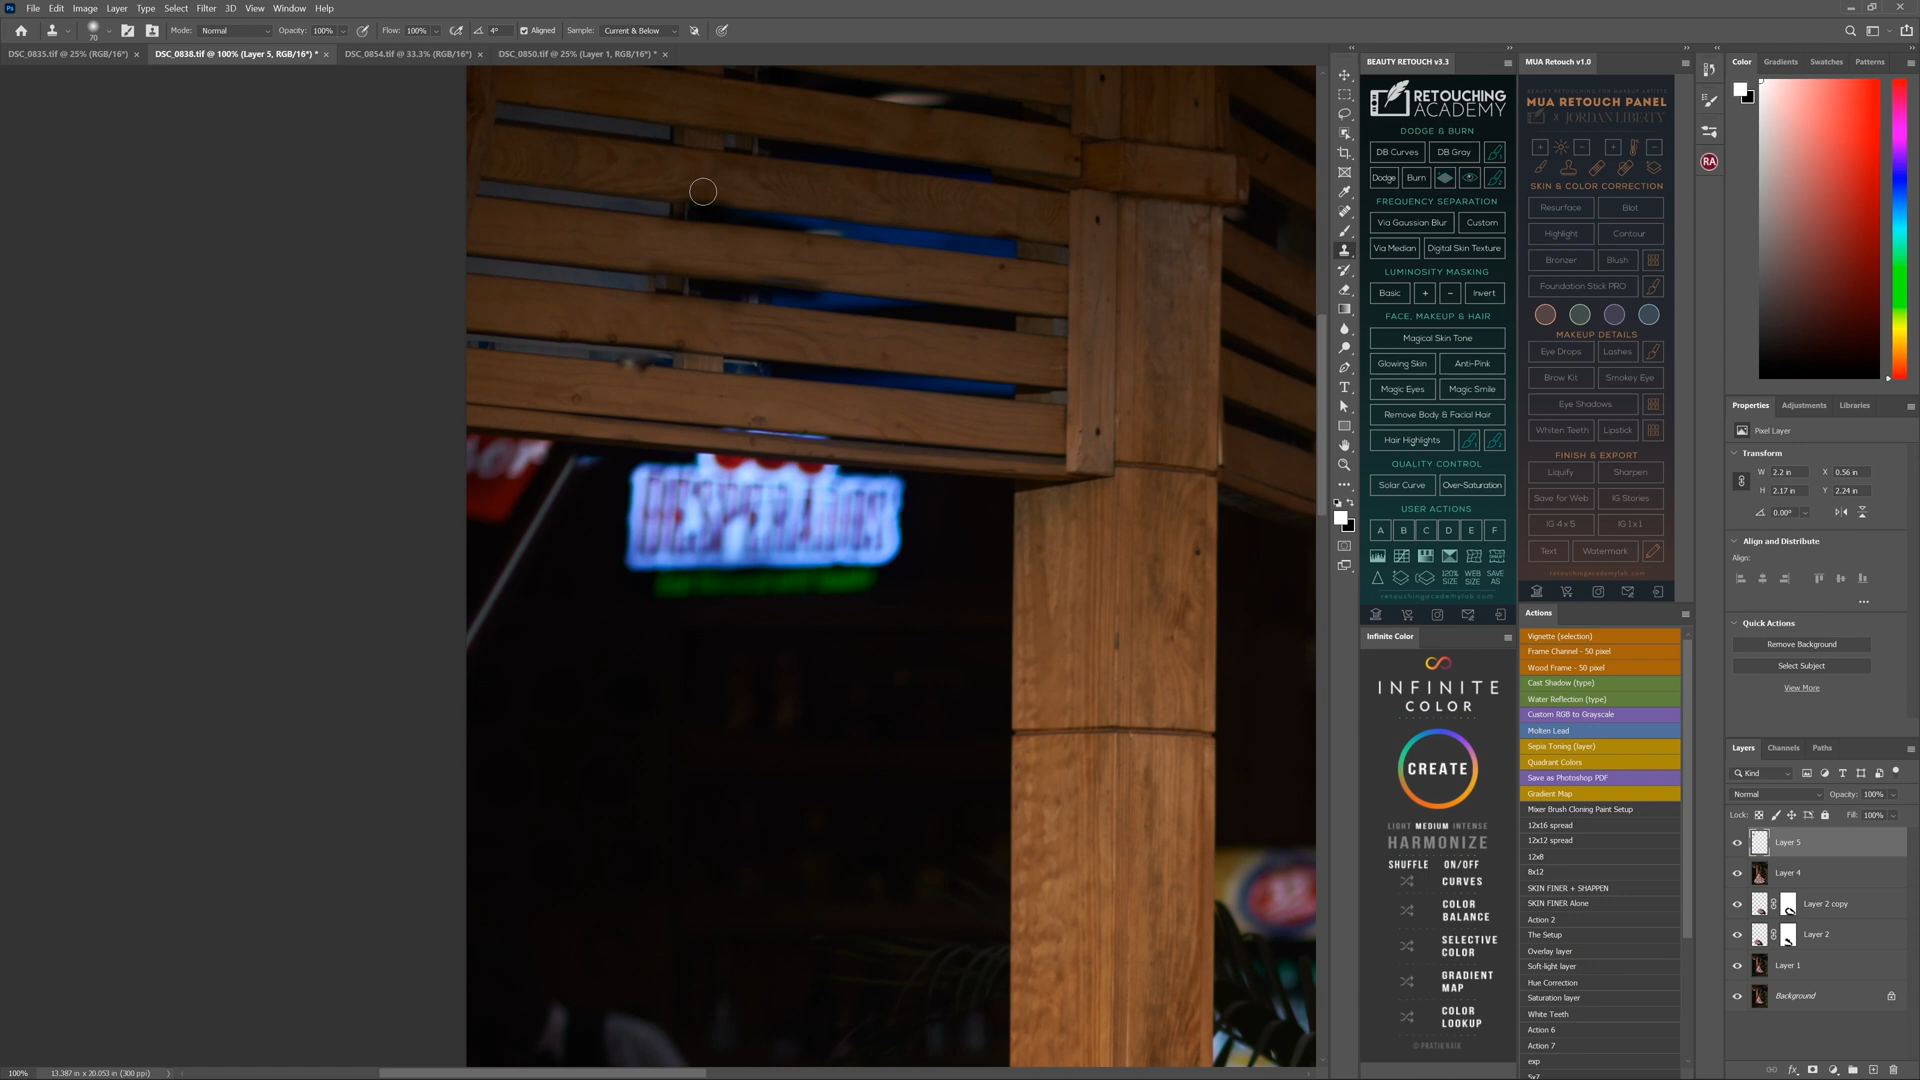 Ps File Edit Image Layer Type Select Filter 3D View Window Help
70 Mode: Normal Opacity: 100% Flow: 100% 4° Aligned Sample: Current & Below
DSC_0835.tif @ 25% (RGB/16*) × DSC_0838.tif @ 100% (Layer 5, RGB/16*) * × DSC_0854.tif @ 33.3% (RGB/16*) × DSC_0850.tif @ 25% (Layer 1, RGB/16*) * ×
BEAUTY RETOUCH v3.3
RETOUCHING
ACADEMY
DODGE & BURN
DB Curves DB Gray
Dodge Burn
FREQUENCY SEPARATION
Via Gaussian Blur Custom
Via Median Digital Skin Texture
LUMINOSITY MASKING
Basic + − Invert
FACE, MAKEUP & HAIR
Magical Skin Tone
Glowing Skin Anti-Pink
Magic Eyes Magic Smile
Remove Body & Facial Hair
Hair Highlights
QUALITY CONTROL
Solar Curve Over-Saturation
USER ACTIONS
A B C D E F
120% SIZE WEB SIZE SAVE AS
retouchingacademylab.com
MUA Retouch v1.0
BEAUTY RETOUCHING FOR MAKEUP ARTISTS
MUA RETOUCH PANEL
X JORDAN LIBERTY
SKIN & COLOR CORRECTION
Resurface Blot
Highlight Contour
Bronzer Blush
Foundation Stick PRO
MAKEUP DETAILS
Eye Drops Lashes
Brow Kit Smokey Eye
Eye Shadows
Whiten Teeth Lipstick
FINISH & EXPORT
Liquify Sharpen
Save for Web IG Stories
IG 4 x 5 IG 1 x 1
Text Watermark
retouchingacademylab.com
Infinite Color
INFINITE
COLOR
CREATE
LIGHT MEDIUM INTENSE
HARMONIZE
SHUFFLE ON/OFF
CURVES
COLOR
BALANCE
SELECTIVE
COLOR
GRADIENT
MAP
COLOR
LOOKUP
© PRATIK NAIK
Actions
Vignette (selection)
Frame Channel - 50 pixel
Wood Frame - 50 pixel
Cast Shadow (type)
Water Reflection (type)
Custom RGB to Grayscale
Molten Lead
Sepia Toning (layer)
Quadrant Colors
Save as Photoshop PDF
Gradient Map
Mixer Brush Cloning Paint Setup
12x16 spread
12x12 spread
12x8
8x12
SKIN FINER + SHAPPEN
SKIN FINER Alone
Action 2
The Setup
Overlay layer
Soft-light layer
Hue Correction
Saturation layer
White Teeth
Action 6
Action 7
exp
5x7
RA
Color Gradients Swatches Patterns
Properties Adjustments Libraries
Pixel Layer
Transform
W 2.2 in X 0.56 in
H 2.17 in Y 2.24 in
0.00°
Align and Distribute
Align:
Quick Actions
Remove Background
Select Subject
View More
Layers Channels Paths
Kind
Normal Opacity: 100%
Lock: Fill: 100%
Layer 5
Layer 4
Layer 2 copy
Layer 2
Layer 1
Background
100% 13.387 in x 20.053 in (300 ppi)